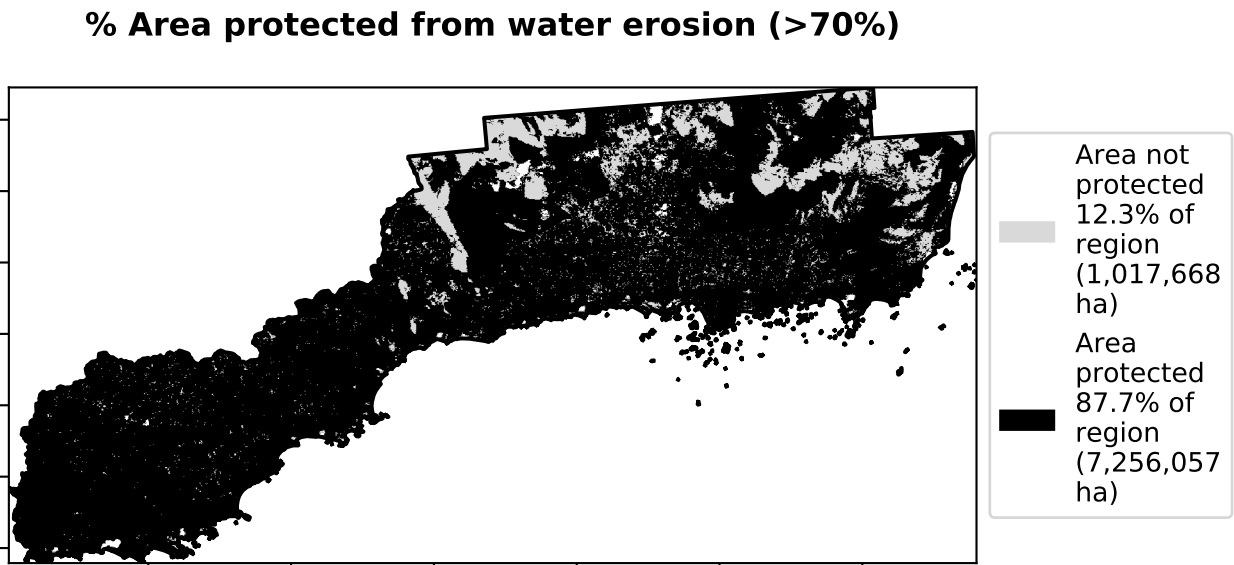 % Area protected from water erosion (>70%)
Area not
protected
12.3% of
region
(1,017,668
ha)
Area
protected
87.7% of
region
(7,256,057
ha)